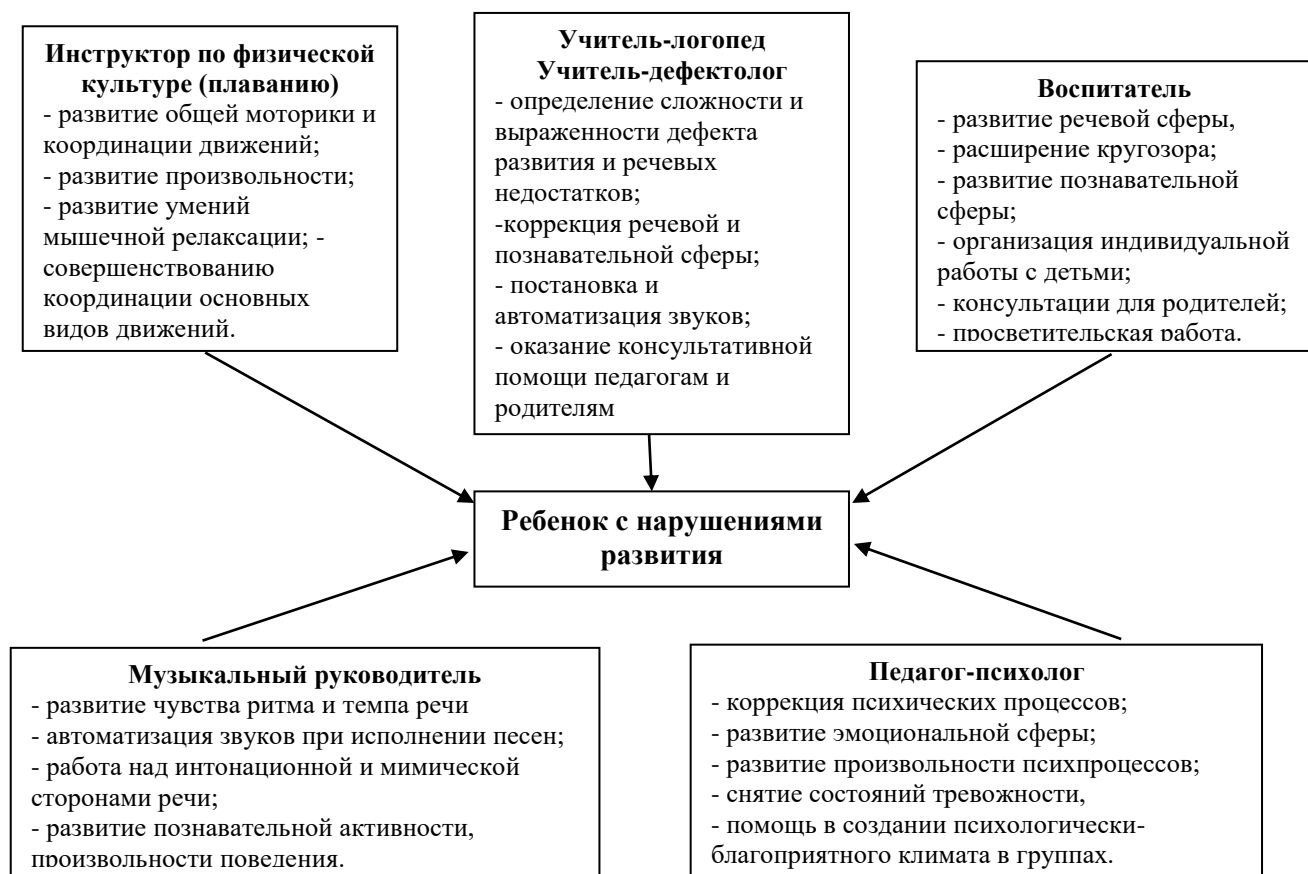 Инструктор по физической
культуре (плаванию)
- развитие общей моторики и
координации движений;
- развитие произвольности;
- развитие умений
мышечной релаксации; -
совершенствованию
координации основных
видов движений.
Учитель-логопед
Учитель-дефектолог
- определение сложности и
выраженности дефекта
развития и речевых
недостатков;
-коррекция речевой и
познавательной сферы;
- постановка и
автоматизация звуков;
- оказание консультативной
помощи педагогам и
родителям
Воспитатель
- развитие речевой сферы,
- расширение кругозора;
- развитие познавательной
сферы;
- организация индивидуальной
работы с детьми;
- консультации для родителей;
- просветительская работа.
Ребенок с нарушениями
развития
Музыкальный руководитель
- развитие чувства ритма и темпа речи
- автоматизация звуков при исполнении песен;
- работа над интонационной и мимической
сторонами речи;
- развитие познавательной активности,
произвольности поведения.
Педагог-психолог
- коррекция психических процессов;
- развитие эмоциональной сферы;
- развитие произвольности психпроцессов;
- снятие состояний тревожности,
- помощь в создании психологически-
благоприятного климата в группах.